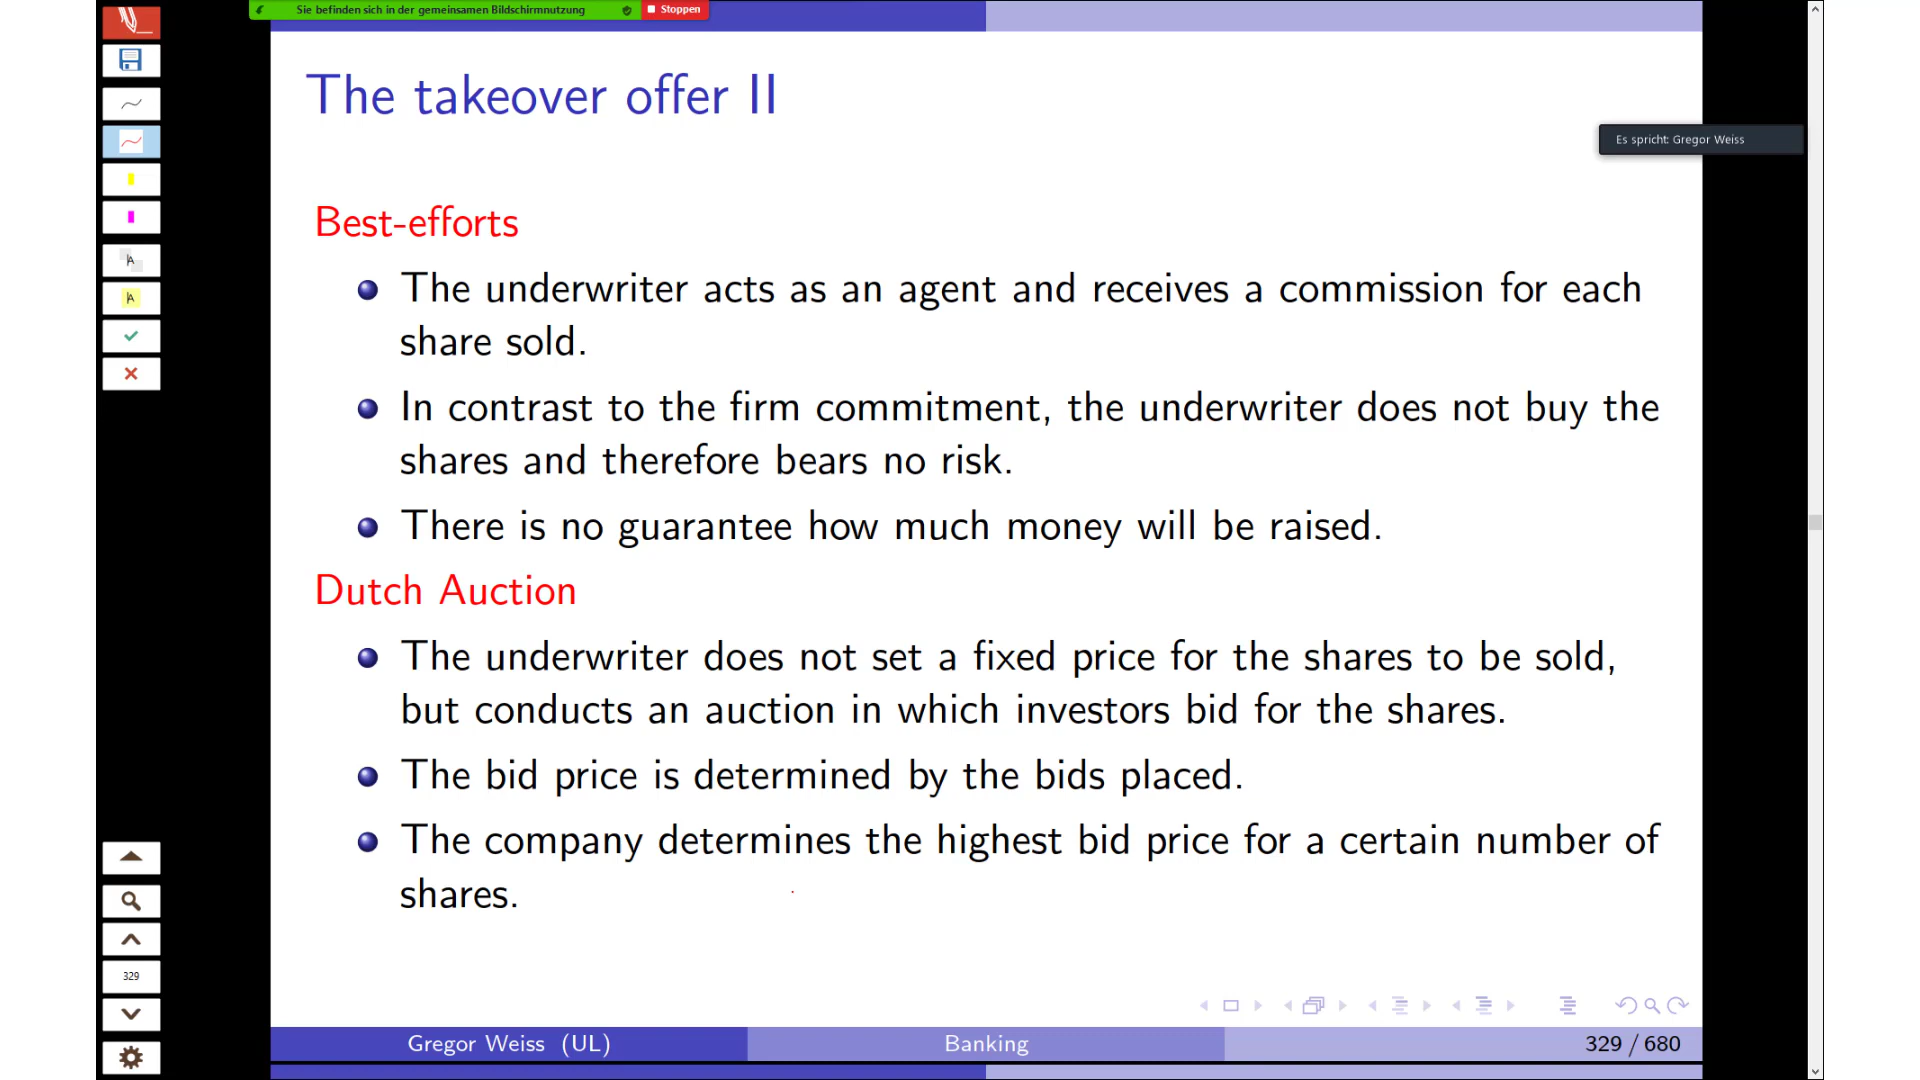 Sie befinden sich in der gemeinsamen Bildschirmnutzung
Stoppen
The takeover offer II
Es spricht: Gregor Weiss
Best-efforts
The underwriter acts as an agent and receives a commission for each
share sold.
In contrast to the firm commitment, the underwriter does not buy the
shares and therefore bears no risk.
There is no guarantee how much money will be raised.
Dutch Auction
The underwriter does not set a fixed price for the shares to be sold,
but conducts an auction in which investors bid for the shares.
The bid price is determined by the bids placed.
The company determines the highest bid price for a certain number of
shares.
A
A
329
Gregor Weiss (UL)
Banking
329 / 680